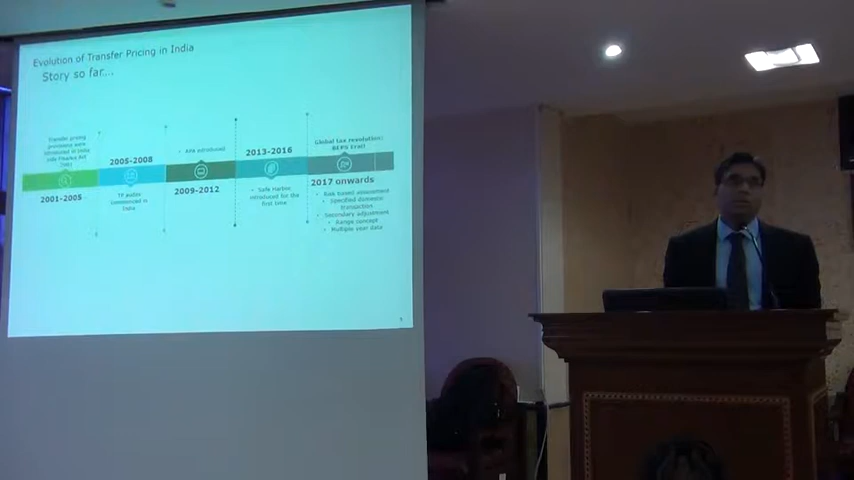 Evolution of Transfer Pricing in India
Story so far...
Transfer pricing
provisions were
introduced in India
vide Finance Act
2001
2001-2005
2005-2008
TP audits
commenced in
India
APA introduced
2009-2012
2013-2016
Safe Harbor
introduced for the
first time
Global tax revolution:
BEPS trail
2017 onwards
Risk based assessment
Specified domestic
transaction
Secondary adjustment
Range concept
Multiple year data